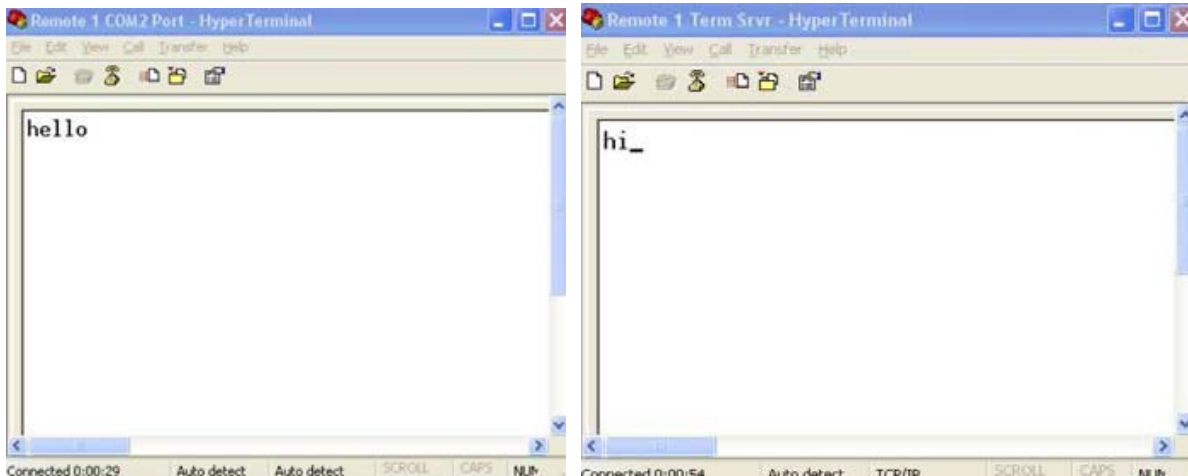 Remote 1 COM2 Port - HyperTerminal
File Edit View Call Transfer Help
hello
Connected 0:00:29 Auto detect Auto detect SCROLL CAPS NUM
Remote 1 Term Srvr - HyperTerminal
File Edit View Call Transfer Help
hi_
Connected 0:00:54 Auto detect TCP/IP SCROLL CAPS NUM